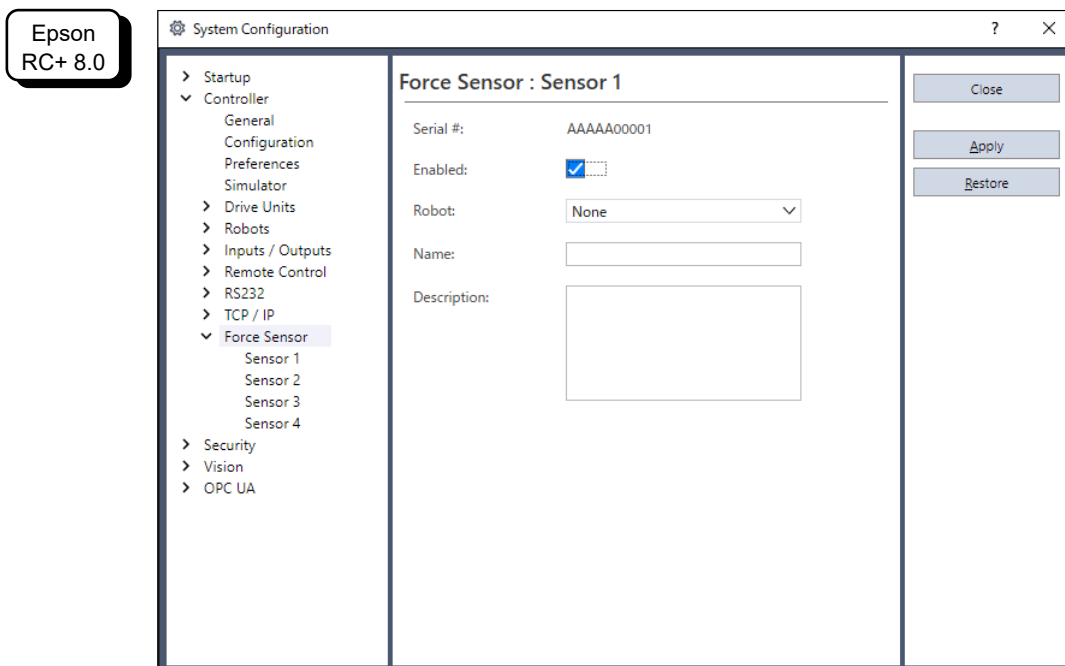 Epson
RC+ 8.0
System Configuration
?
Startup
Controller
General
Configuration
Preferences
Simulator
Drive Units
Robots
Inputs / Outputs
Remote Control
RS232
TCP / IP
Force Sensor
Sensor 1
Sensor 2
Sensor 3
Sensor 4
Security
Vision
OPC UA
Force Sensor : Sensor 1
Serial #: AAAAA00001
Enabled:
Robot: None
Name:
Description:
Close
Apply
Restore